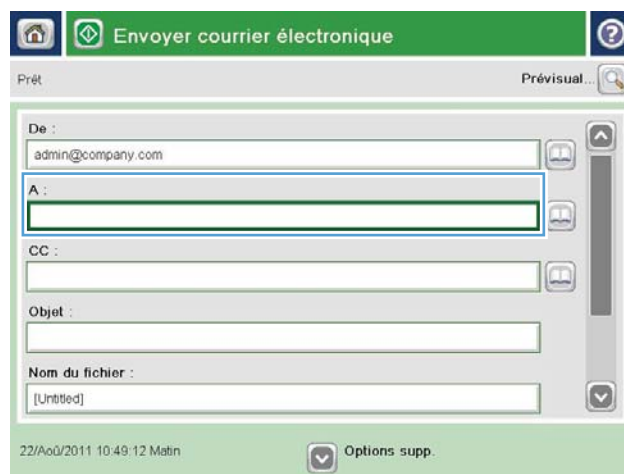 Envoyer courrier électronique
Prêt Prévisual...
De :
admin@company.com
A :
CC :
Objet :
Nom du fichier :
[Untitled]
22/Aoû/2011 10:49:12 Matin Options supp.